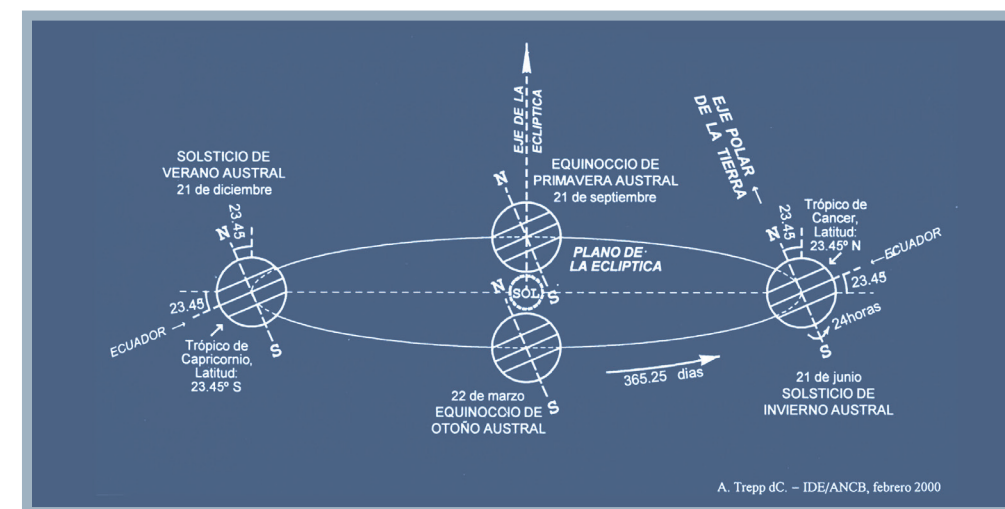 EJE DE LA
ECLIPTICA
EJE POLAR
DE LA TIERRA
SOLSTICIO DE
VERANO AUSTRAL
21 de diciembre
EQUINOCCIO DE
PRIMAVERA AUSTRAL
21 de septiembre
N
23.45
N
23.45
N
Trópico de
Cancer,
Latitud:
23.45º N
PLANO DE
LA ECLIPTICA
ECUADOR
23.45
23.45
N
SOL
S
24horas
ECUADOR
S
S
Trópico de
Capricornio,
Latitud:
23.45º S
365.25 dias
21 de junio
SOLSTICIO DE
INVIERNO AUSTRAL
22 de marzo
EQUINOCCIO DE
OTOÑO AUSTRAL
S
A. Trepp dC. – IDE/ANCB, febrero 2000